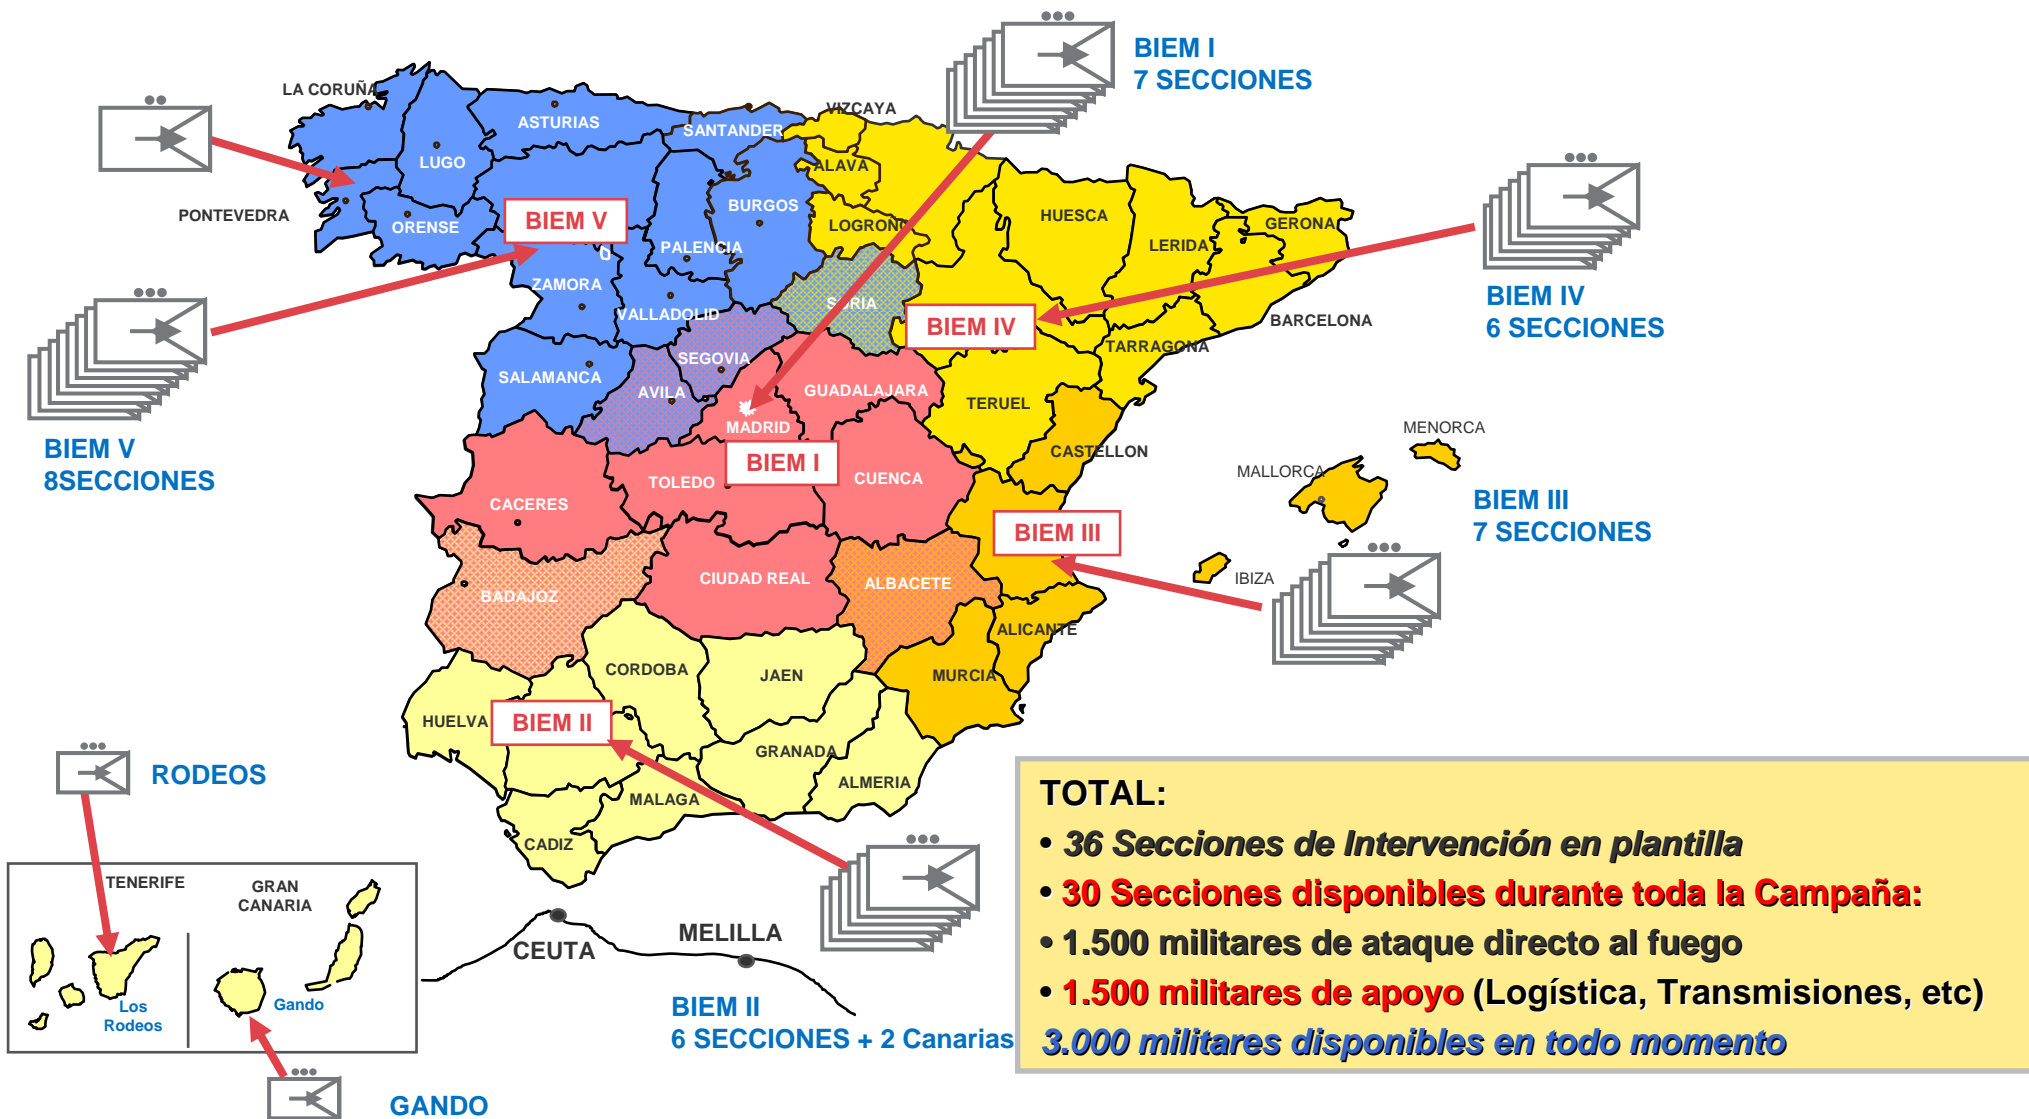 BIEM I
7 SECCIONES
LA CORUÑA
ASTURIAS
SANTANDER
VIZCAYA
LUGO
ALAVA
PONTEVEDRA
ORENSE
BIEM V
BURGOS
PALENCIA
LOGROÑO
HUESCA
LERIDA
GERONA
ZAMORA
VALLADOLID
SORIA
BIEM IV
BARCELONA
BIEM IV
6 SECCIONES
TARRAGONA
SALAMANCA
SEGOVIA
AVILA
GUADALAJARA
MADRID
TERUEL
CASTELLON
MENORCA
MALLORCA
BIEM V
8SECCIONES
BIEM I
TOLEDO
CUENCA
CACERES
BIEM III
BIEM III
7 SECCIONES
IBIZA
BADAJOZ
CIUDAD REAL
ALBACETE
ALICANTE
CORDOBA
JAEN
MURCIA
HUELVA
BIEM II
GRANADA
ALMERIA
MALAGA
CADIZ
RODEOS
TENERIFE
GRAN
CANARIA
Los
Rodeos
Gando
GANDO
CEUTA
MELILLA
BIEM II
6 SECCIONES + 2 Canarias
TOTAL:
• 36 Secciones de Intervención en plantilla
• 30 Secciones disponibles durante toda la Campaña:
• 1.500 militares de ataque directo al fuego
• 1.500 militares de apoyo (Logística, Transmisiones, etc)
3.000 militares disponibles en todo momento